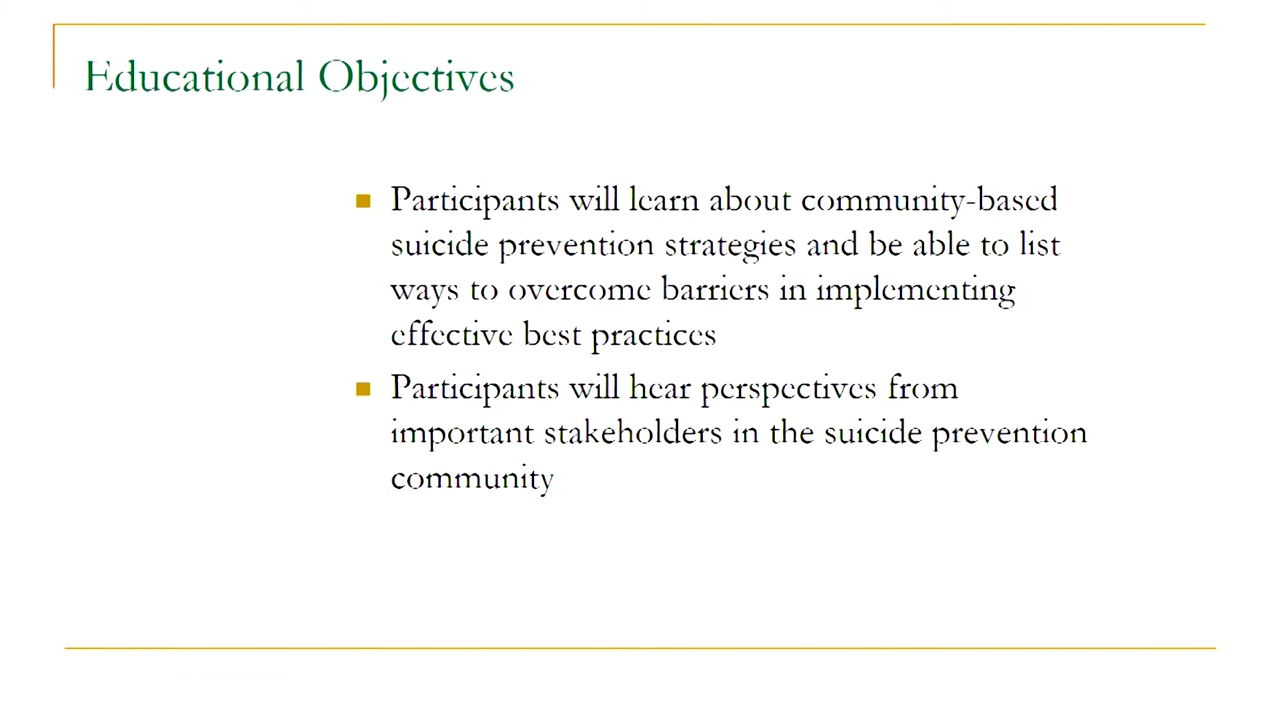 Educational Objectives
Participants will learn about community-based
suicide prevention strategies and be able to list
ways to overcome barriers in implementing
effective best practices
Participants will hear perspectives from
important stakeholders in the suicide prevention
community